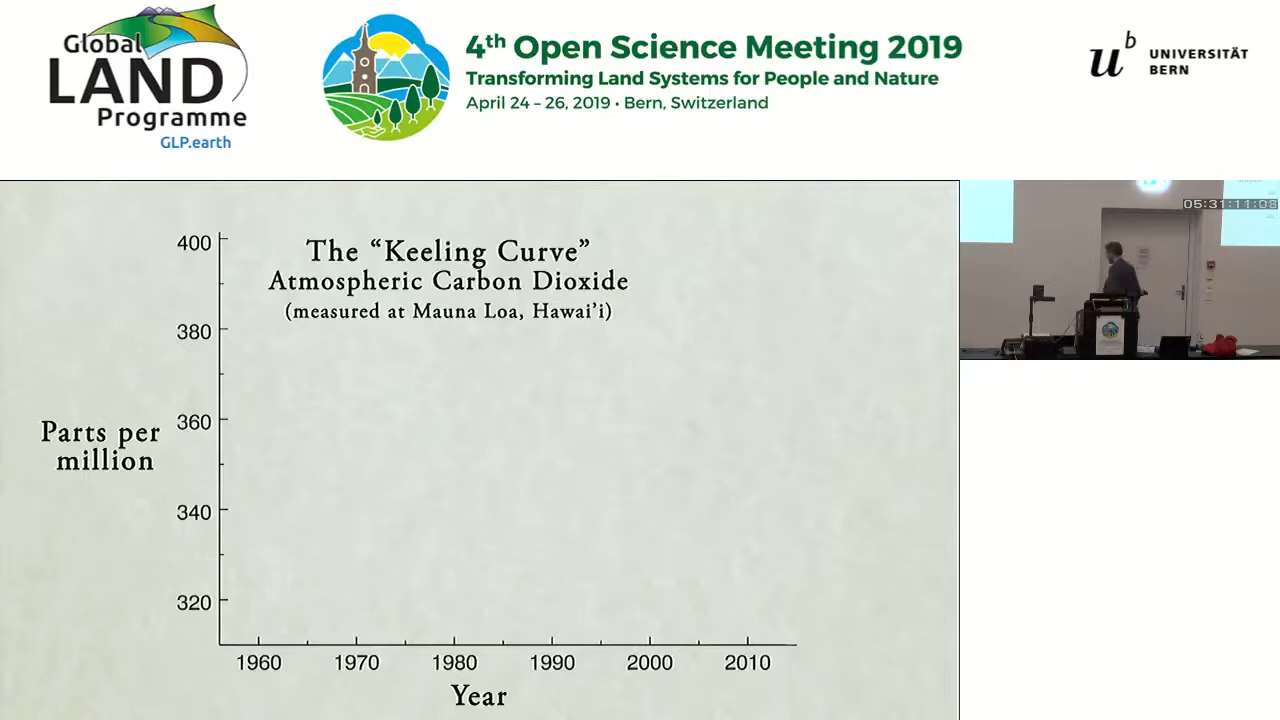 Global
LAND
Programme
GLP.earth
4th Open Science Meeting 2019
Transforming Land Systems for People and Nature
April 24 – 26, 2019 • Bern, Switzerland
u b UNIVERSITÄT
BERN
05:31:11:08
The “Keeling Curve”
Atmospheric Carbon Dioxide
(measured at Mauna Loa, Hawai’i)
400
380
360
340
320
Parts per
million
1960 1970 1980 1990 2000 2010
Year